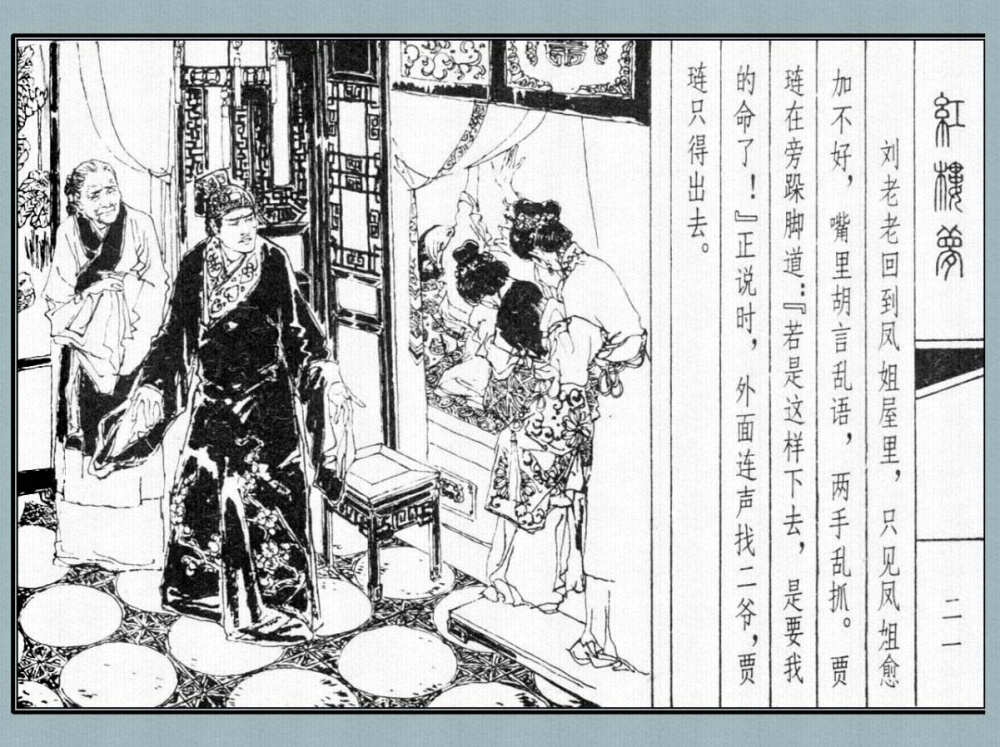 紅樓夢
二一
刘老老回到凤姐屋里，只见凤姐愈
加不好，嘴里胡言乱语，两手乱抓。贾
琏在旁跺脚道：『若是这样下去，是要我
的命了！』正说时，外面连声找二爷，贾
琏只得出去。